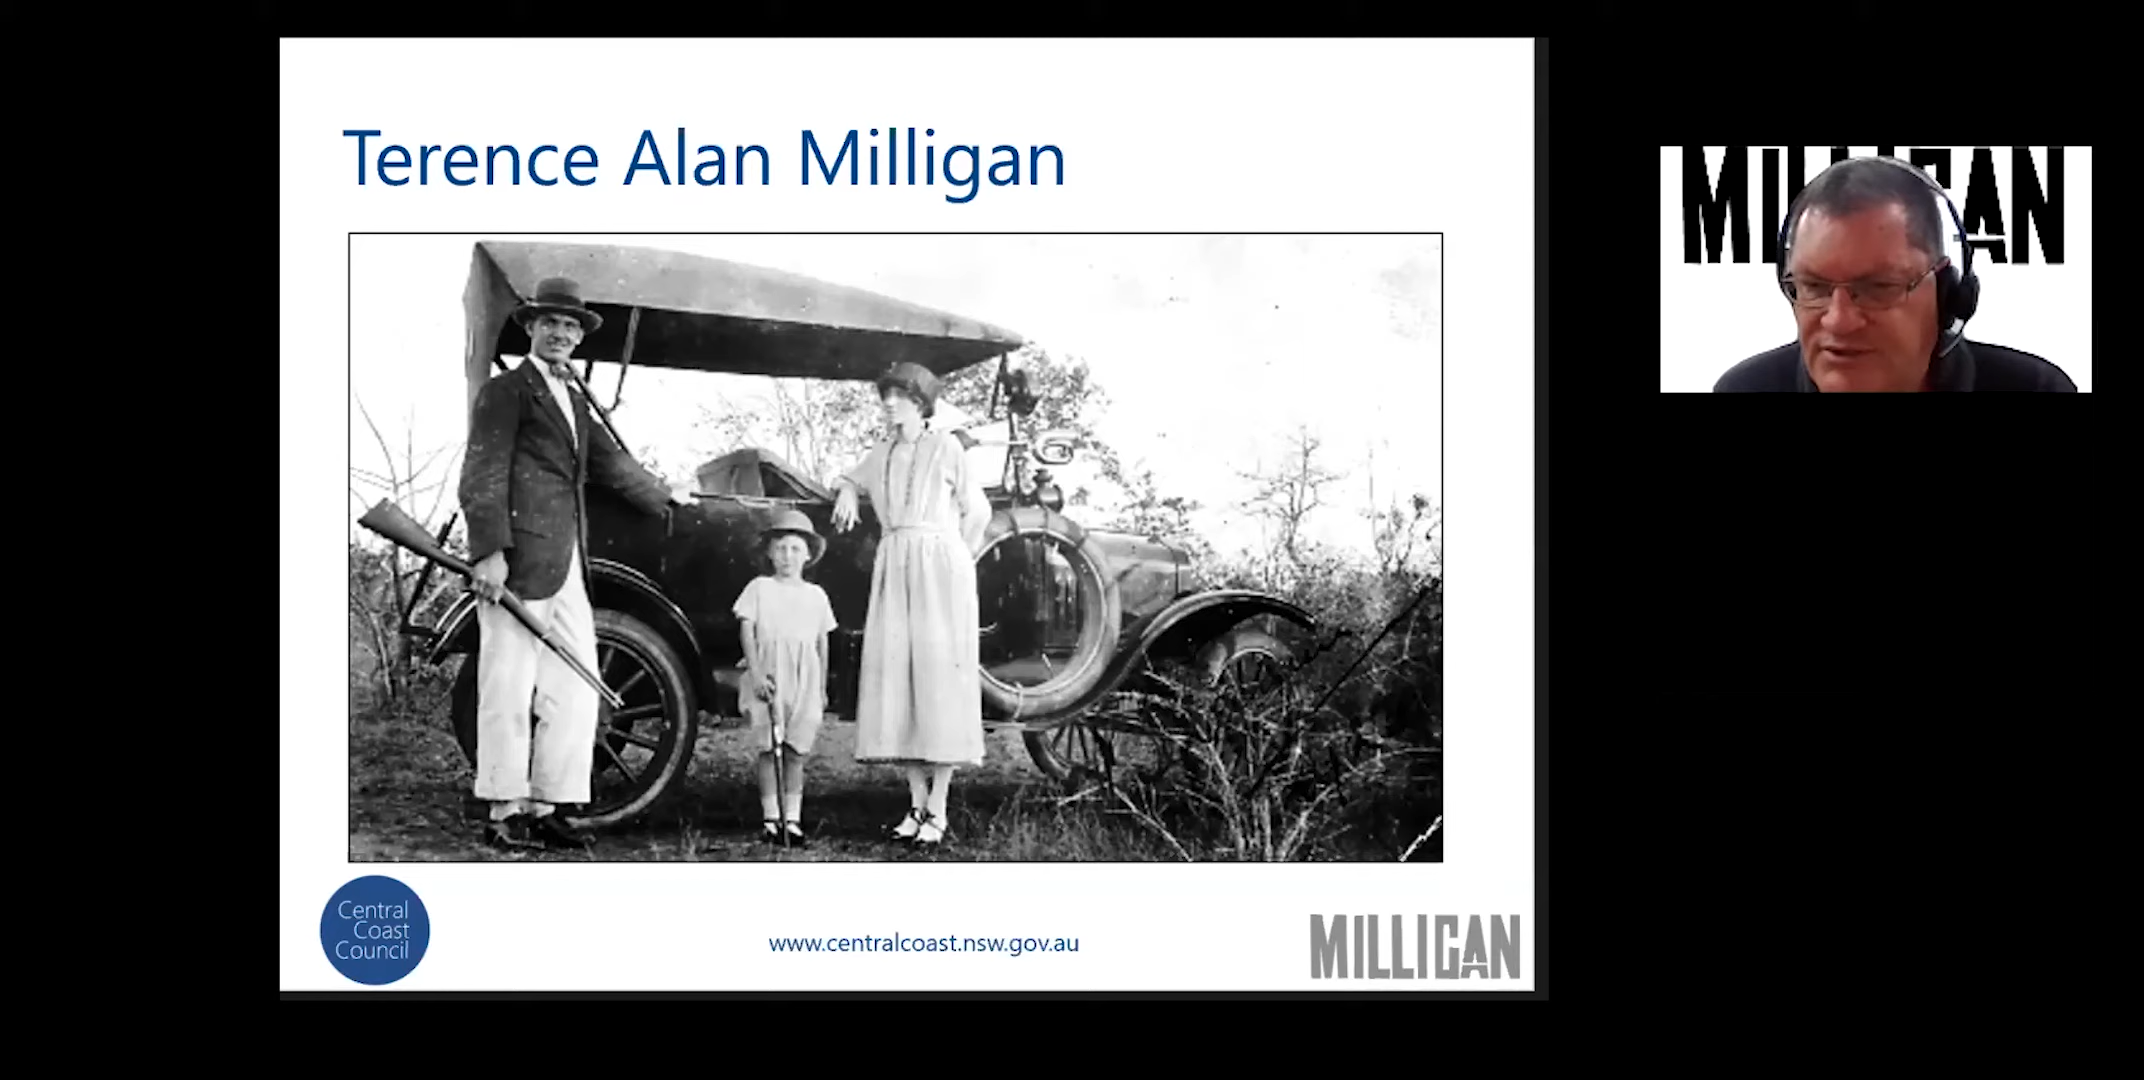 Terence Alan Milligan
MILLIGAN
Central
Coast
Council
www.centralcoast.nsw.gov.au
MILLIGAN